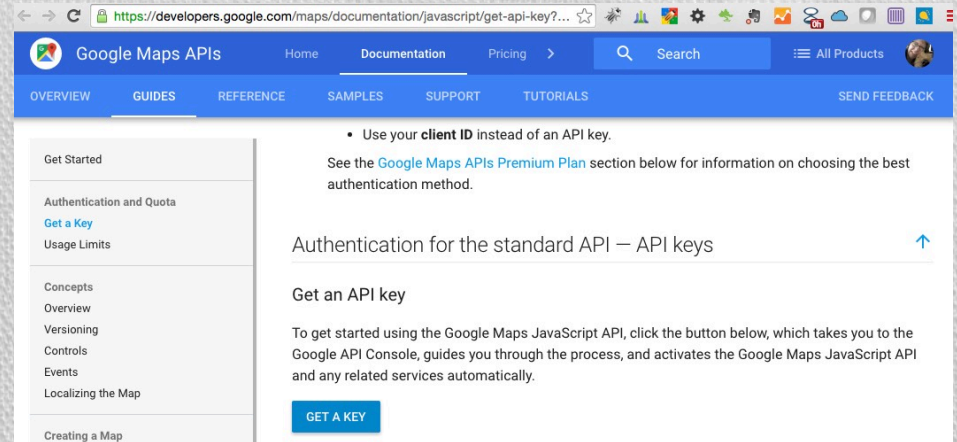 https://developers.google.com/maps/documentation/javascript/get-api-key?...
0h
Google Maps APIs
Home
Documentation
Pricing
Search
All Products
OVERVIEW
GUIDES
REFERENCE
SAMPLES
SUPPORT
TUTORIALS
SEND FEEDBACK
Get Started
Authentication and Quota
Get a Key
Usage Limits
Concepts
Overview
Versioning
Controls
Events
Localizing the Map
Creating a Map
• Use your client ID instead of an API key.
See the Google Maps APIs Premium Plan section below for information on choosing the best
authentication method.
Authentication for the standard API — API keys
Get an API key
To get started using the Google Maps JavaScript API, click the button below, which takes you to the
Google API Console, guides you through the process, and activates the Google Maps JavaScript API
and any related services automatically.
GET A KEY